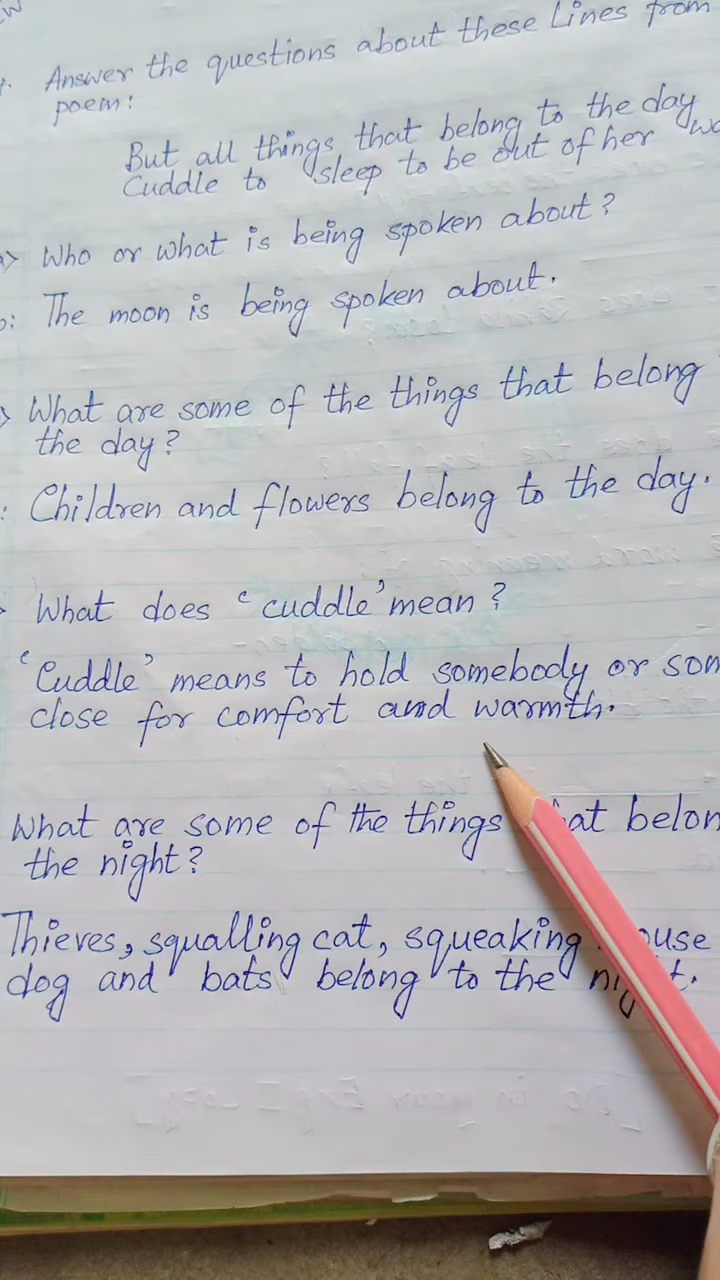 Answer the questions about these Lines from
poem:
But all things that belong to the day
Cuddle to sleep to be out of her
Who or what is being spoken about?
The moon is being spoken about.
What are some of the things that belong
the day?
Children and flowers belong to the day.
What does 'cuddle' mean?
'Cuddle' means to hold somebody or som
close for comfort and warmth.
What are some of the things belon
the night?
Thieves, squalling cat, squeaking
dog and bats belong to the